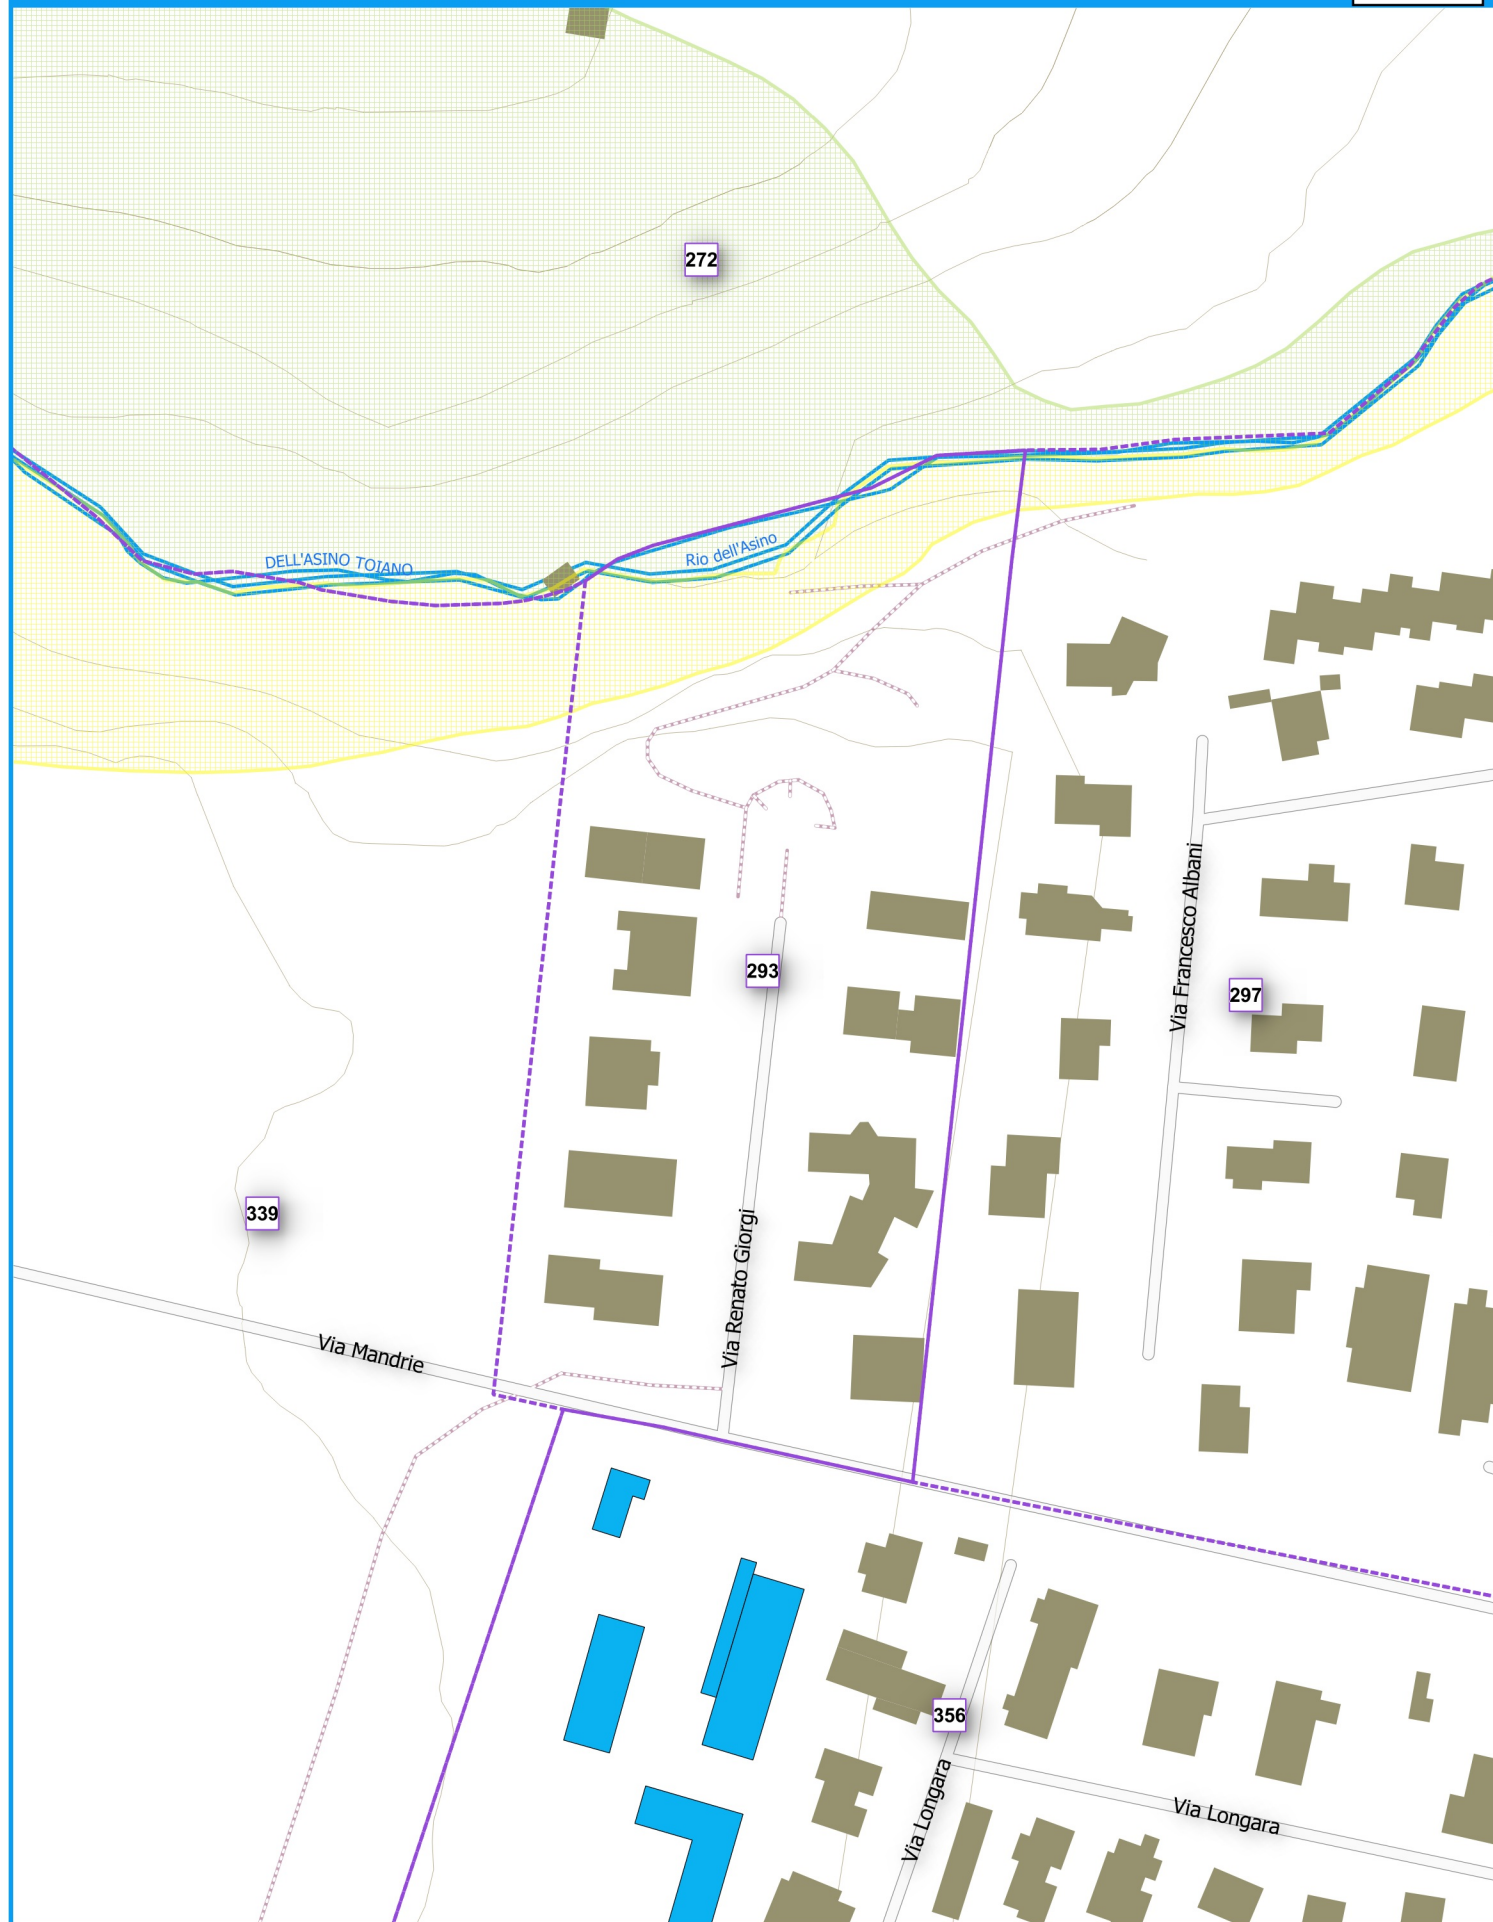 272
DELL'ASINO TOIANO
Rio dell'Asino
Via Francesco Albani
293
297
339
Via Renato Giorgi
Via Mandrie
356
Via Longara
Via Longara